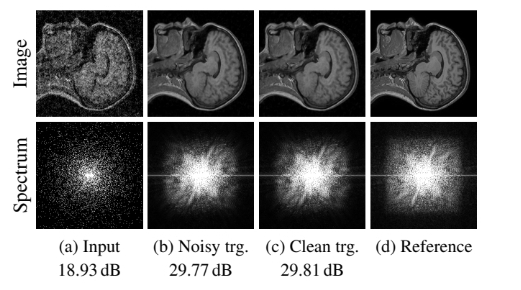 Image
Spectrum
(a) Input
(b) Noisy trg.
(c) Clean trg.
(d) Reference
18.93 dB
29.77 dB
29.81 dB